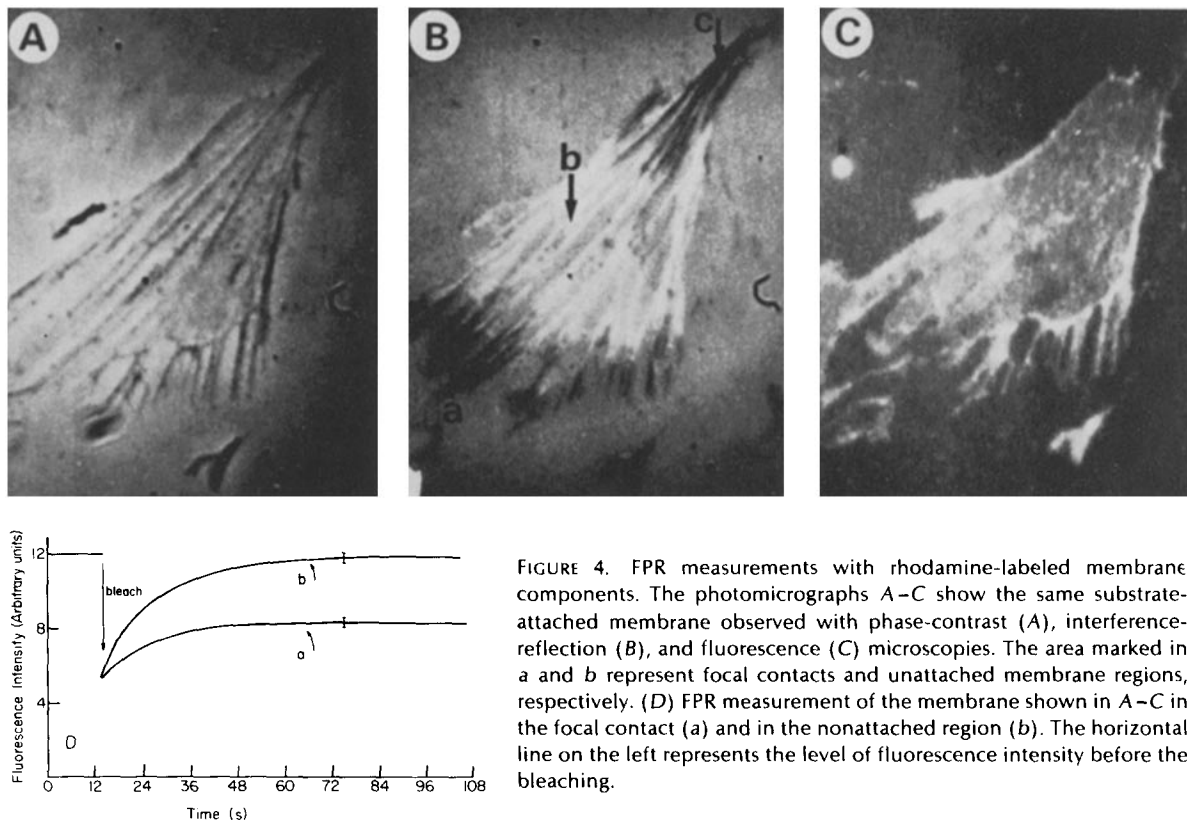 A
B
C
c
b
a
Fluorescence Intensity (Arbitrary units)
12
8
4
0
bleach
b
a
D
0 12 24 36 48 60 72 84 96 108
Time (s)
FIGURE 4. FPR measurements with rhodamine-labeled membrane
components. The photomicrographs A–C show the same substrate-
attached membrane observed with phase-contrast (A), interference-
reflection (B), and fluorescence (C) microscopies. The area marked in
a and b represent focal contacts and unattached membrane regions,
respectively. (D) FPR measurement of the membrane shown in A–C in
the focal contact (a) and in the nonattached region (b). The horizontal
line on the left represents the level of fluorescence intensity before the
bleaching.